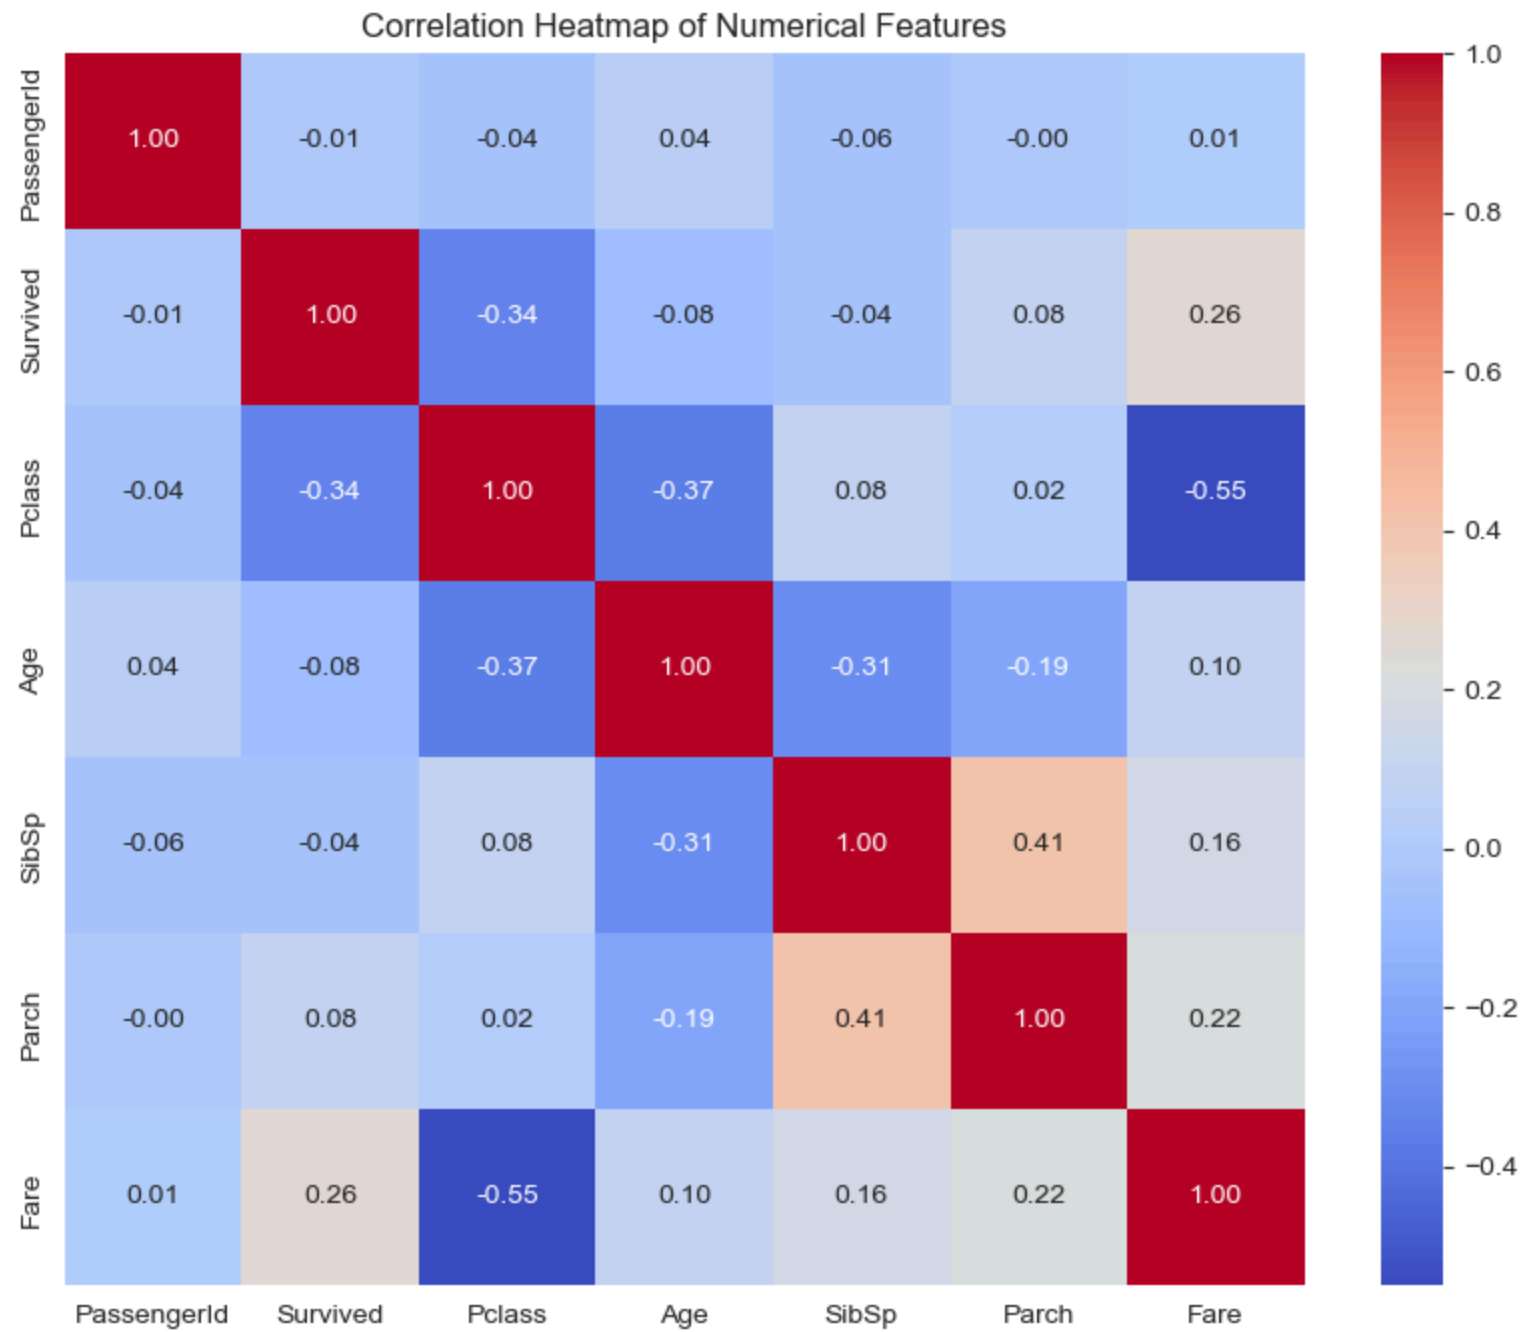 Correlation Heatmap of Numerical Features
PassengerId 1.00 -0.01 -0.04 0.04 -0.06 -0.00 0.01
Survived -0.01 1.00 -0.34 -0.08 -0.04 0.08 0.26
Pclass -0.04 -0.34 1.00 -0.37 0.08 0.02 -0.55
Age 0.04 -0.08 -0.37 1.00 -0.31 -0.19 0.10
SibSp -0.06 -0.04 0.08 -0.31 1.00 0.41 0.16
Parch -0.00 0.08 0.02 -0.19 0.41 1.00 0.22
Fare 0.01 0.26 -0.55 0.10 0.16 0.22 1.00
PassengerId Survived Pclass Age SibSp Parch Fare
1.0
0.8
0.6
0.4
0.2
0.0
−0.2
−0.4